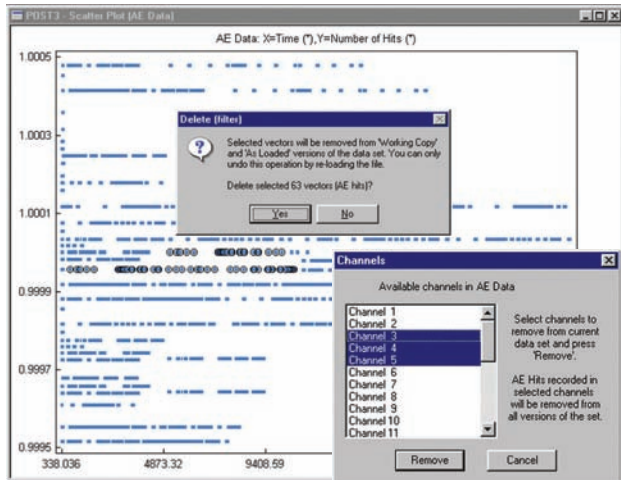 POST3 - Scatter Plot [AE Data]
AE Data: X=Time (*),Y=Number of Hits (*)
1.0005
1.0003
1.0001
0.9999
0.9997
0.9995
338.036
4873.32
9408.59
Delete (filter)
Selected vectors will be removed from 'Working Copy'
and 'As Loaded' versions of the data set. You can only
undo this operation by re-loading the file.
Delete selected 63 vectors (AE hits)?
Yes
No
Channels
Available channels in AE Data
Channel 1
Channel 2
Channel 3
Channel 4
Channel 5
Channel 6
Channel 7
Channel 8
Channel 9
Channel 10
Channel 11
Select channels to
remove from current
data set and press
'Remove'.
AE Hits recorded in
selected channels
will be removed from
all versions of the set.
Remove
Cancel